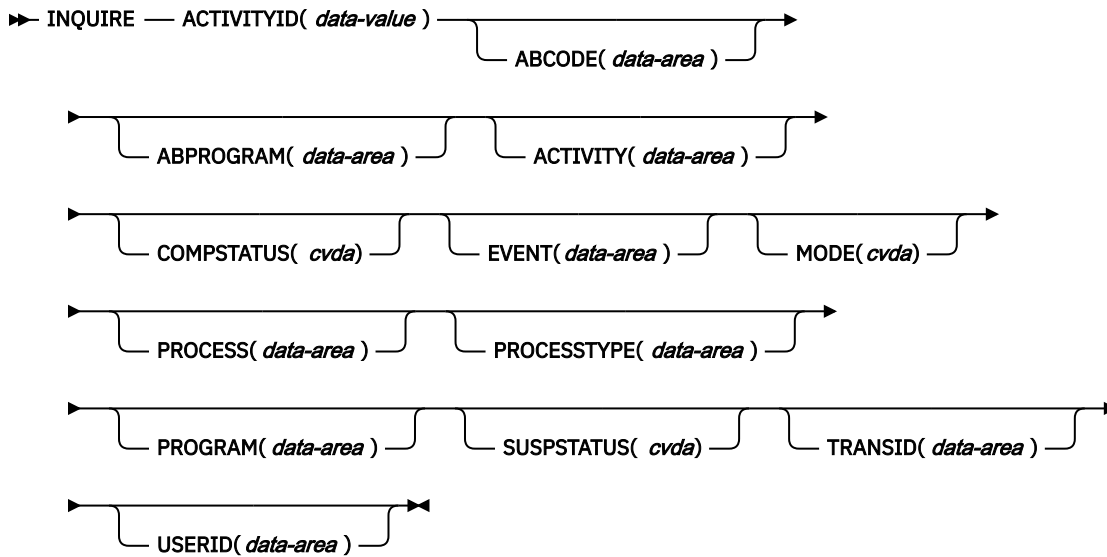 INQUIRE ACTIVITYID( data-value )
ABCODE( data-area )
ABPROGRAM( data-area ) ACTIVITY( data-area )
COMPSTATUS( cvda) EVENT( data-area ) MODE( cvda )
PROCESS( data-area ) PROCESSTYPE( data-area )
PROGRAM( data-area ) SUSPSTATUS( cvda) TRANSID( data-area )
USERID( data-area )